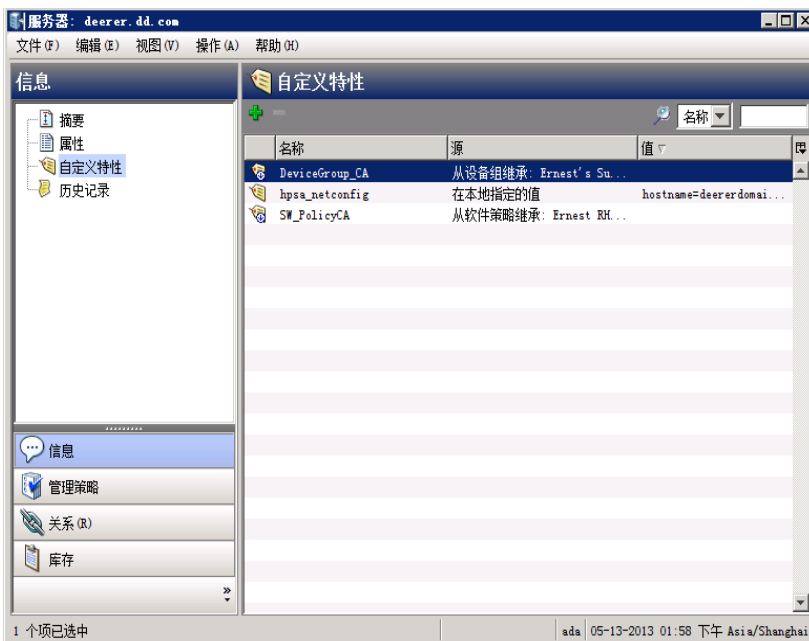 服务器: deerer.dd.com
文件(F) 编辑(E) 视图(V) 操作(A) 帮助(H)
信息
摘要
属性
自定义特性
历史记录
信息
管理策略
关系(R)
库存
»
自定义特性
名称
名称 源 值
DeviceGroup_CA 从设备组继承: Ernest's Su...
hpsa_netconfig 在本地指定的值 hostname=deererdomai...
SW_PolicyCA 从软件策略继承: Ernest RH...
1 个项已选中 ada 05-13-2013 01:58 下午 Asia/Shanghai